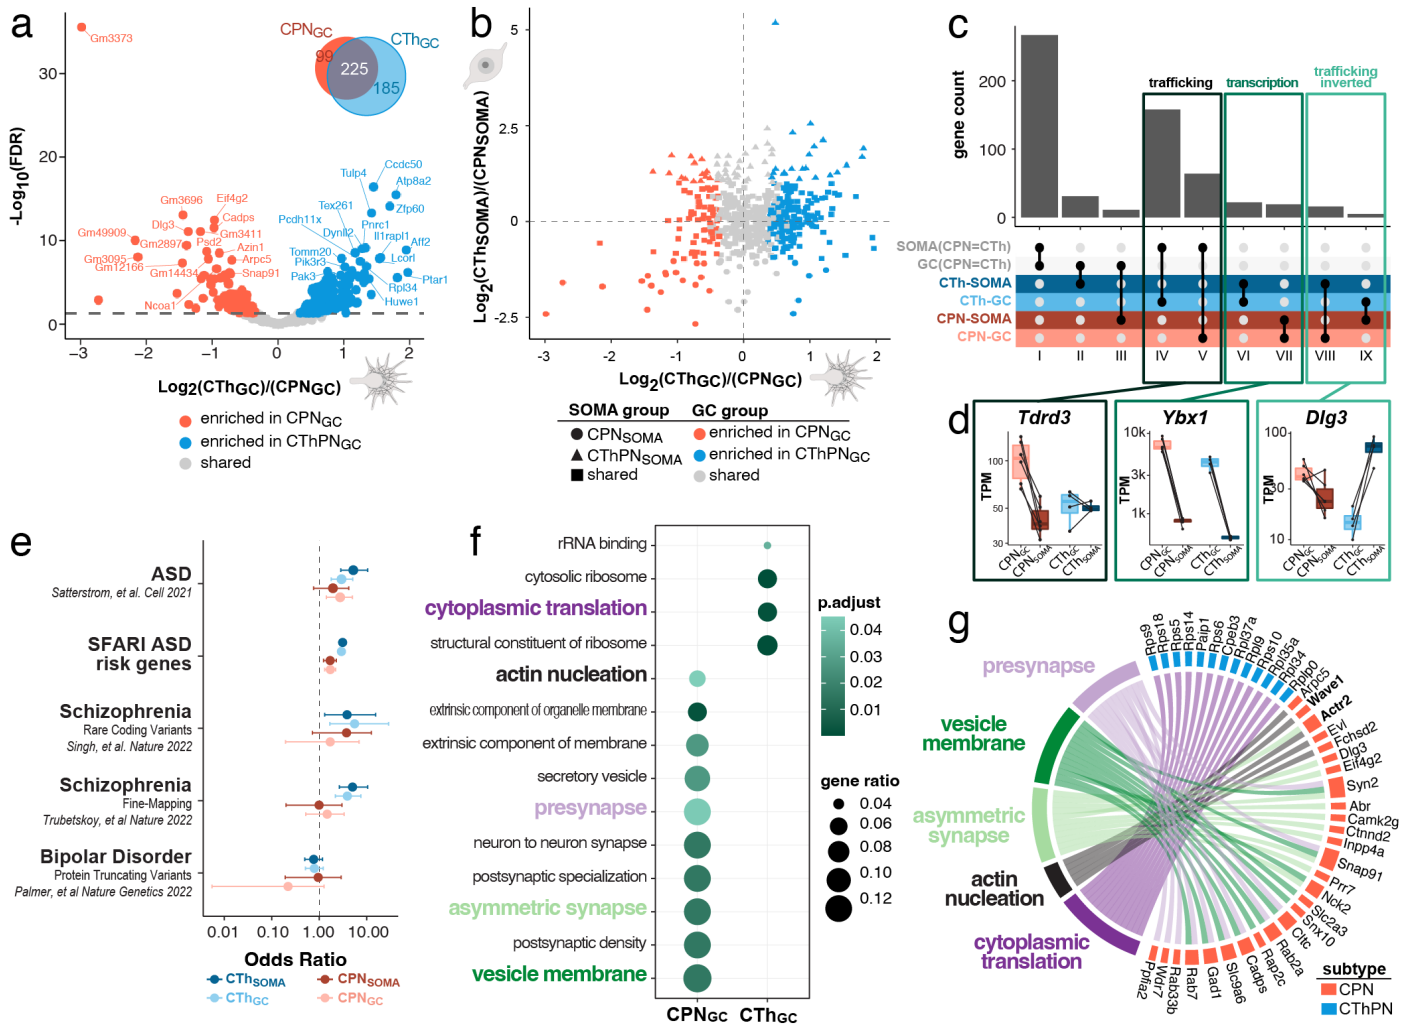 a
-Log10(FDR)
30
20
10
0
−3
−2
−1
0
1
2
Log2(CThGC)/(CPNGC)
Gm3373
CPNGC
CThGC
99
225
185
Ccdc50
Tulp4
Atp8a2
Zfp60
Tex261
Pcdh11x
Pnrc1
Dynll2
Il1rapl1
Aff2
Tomm20
Lcorl
Pik3r3
Ptar1
Pak3
Rpl34
Huwe1
Gm3696
Eif4g2
Cadps
Dlg3
Gm3411
Gm49909
Psd2
Gm2897
Azin1
Gm3095
Arpc5
Gm12166
Gm14434
Snap91
Ncoa1
enriched in CPNGC
enriched in CThPNGC
shared
b
Log2(CThSOMA)/(CPNSOMA)
5
2.5
0
-2.5
-3
-2
-1
0
1
2
Log2(CThGC)/(CPNGC)
SOMA group
GC group
CPNSOMA
enriched in CPNGC
CThPNSOMA
enriched in CThPNGC
shared
shared
c
gene count
200
100
0
trafficking
transcription
trafficking
inverted
SOMA(CPN=CTh)
GC(CPN=CTh)
CTh-SOMA
CTh-GC
CPN-SOMA
CPN-GC
I
II
III
IV
V
VI
VII
VIII
IX
d
Tdrd3
TPM
100
50
30
CPNGC
CPNSOMA
CThGC
CThSOMA
Ybx1
TPM
10k
3k
1k
CPNGC
CPNSOMA
CThGC
CThSOMA
Dlg3
TPM
100
30
10
CPNGC
CPNSOMA
CThGC
CThSOMA
e
ASD
Satterstrom, et al. Cell 2021
SFARI ASD
risk genes
Schizophrenia
Rare Coding Variants
Singh, et al. Nature 2022
Schizophrenia
Fine-Mapping
Trubetskoy, et al Nature 2022
Bipolar Disorder
Protein Truncating Variants
Palmer, et al Nature Genetics 2022
0.01
0.10
1.00
10.00
Odds Ratio
CThSOMA
CPNSOMA
CThGC
CPNGC
f
rRNA binding
cytosolic ribosome
cytoplasmic translation
structural constituent of ribosome
actin nucleation
extrinsic component of organelle membrane
extrinsic component of membrane
secretory vesicle
presynapse
neuron to neuron synapse
postsynaptic specialization
asymmetric synapse
postsynaptic density
vesicle membrane
CPNGC
CThGC
p.adjust
0.04
0.03
0.02
0.01
gene ratio
0.04
0.06
0.08
0.10
0.12
g
presynapse
vesicle
membrane
asymmetric
synapse
actin
nucleation
cytoplasmic
translation
Rps9
Rps18
Rps5
Rps14
Paip1
Rps6
Cpeb3
Rpl37a
Rpl9
Rps10
Rpl35a
Rpl34
Rplp0
Arpc5
Wave1
Actr2
Evl
Fchsd2
Dlg3
Eif4g2
Syn2
Abr
Camk2g
Ctnnd2
Inpp4a
Snap91
Prr7
Nck2
Slc2a3
Snx10
Cltc
Rab2a
Rap2c
Cadps
Slc9a6
Gad1
Rab7
Rab33b
Wdr7
Ppfia2
subtype
CPN
CThPN